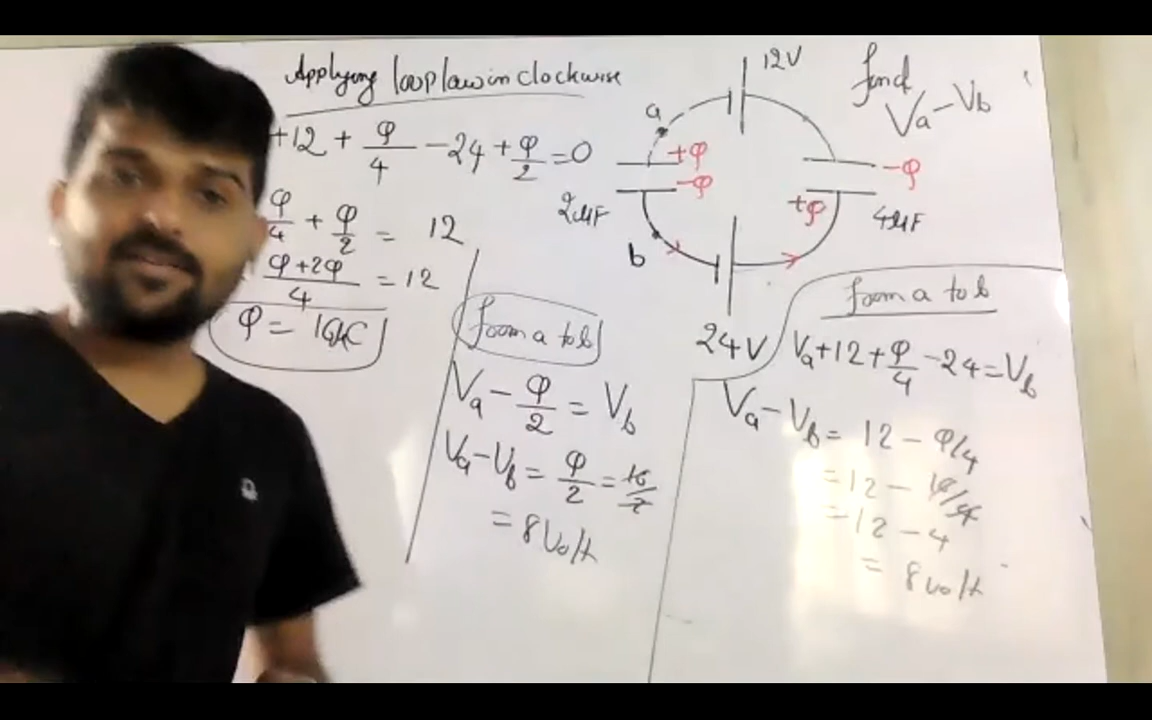 Applying loop law in clockwise
+12 + φ/4 - 24 + φ/2 = 0
φ/4 + φ/2 = 12
φ+2φ/4 = 12
φ = 16μC
from a to b
Va - φ/2 = Vb
Va - Vb = φ/2 = 16/2
= 8 Volt
12V
find
Va - Vb
a
+φ
-φ
2μF
b
-φ
+φ
4μF
24V
from a to b
Va + 12 + φ/4 - 24 = Vb
Va - Vb = 12 - φ/4
= 12 - 16/4
= 12 - 4
= 8 volt